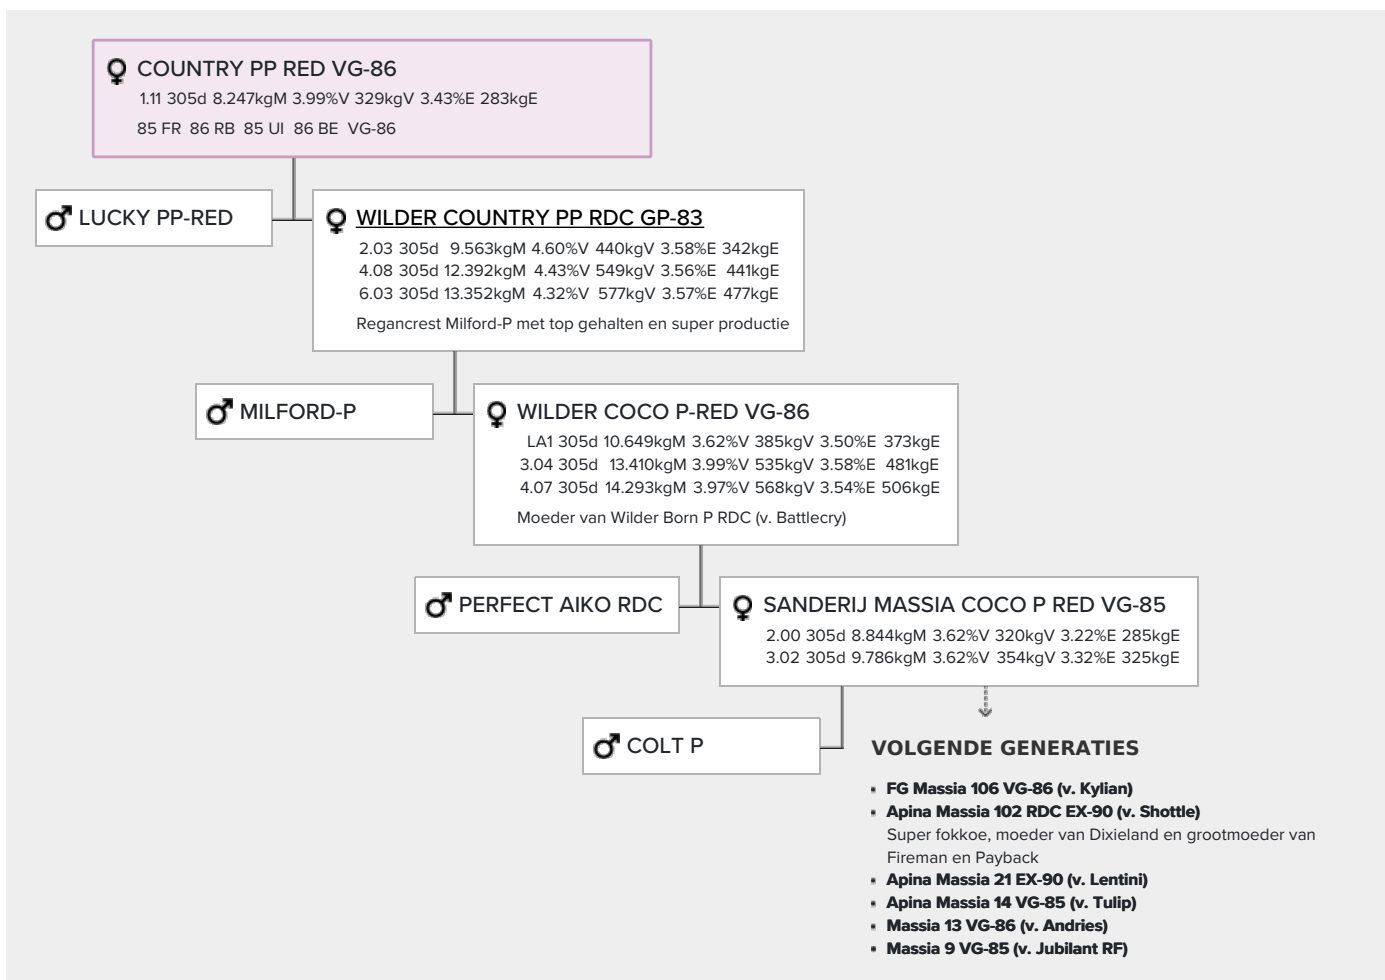 COUNTRY PP RED VG-86
1.11 305d 8.247kgM 3.99%V 329kgV 3.43%E 283kgE
85 FR 86 RB 85 UI 86 BE VG-86
LUCKY PP-RED
WILDER COUNTRY PP RDC GP-83
2.03 305d 9.563kgM 4.60%V 440kgV 3.58%E 342kgE
4.08 305d 12.392kgM 4.43%V 549kgV 3.56%E 441kgE
6.03 305d 13.352kgM 4.32%V 577kgV 3.57%E 477kgE
Regancrest Milford-P met top gehalten en super productie
MILFORD-P
WILDER COCO P-RED VG-86
LA1 305d 10.649kgM 3.62%V 385kgV 3.50%E 373kgE
3.04 305d 13.410kgM 3.99%V 535kgV 3.58%E 481kgE
4.07 305d 14.293kgM 3.97%V 568kgV 3.54%E 506kgE
Moeder van Wilder Born P RDC (v. Battlecry)
PERFECT AIKO RDC
SANDERIJ MASSIA COCO P RED VG-85
2.00 305d 8.844kgM 3.62%V 320kgV 3.22%E 285kgE
3.02 305d 9.786kgM 3.62%V 354kgV 3.32%E 325kgE
COLT P
VOLGENDE GENERATIES
FG Massia 106 VG-86 (v. Kylian)
Apina Massia 102 RDC EX-90 (v. Shottle)
Super fokkoe, moeder van Dixieland en grootmoeder van
Fireman en Payback
Apina Massia 21 EX-90 (v. Lentini)
Apina Massia 14 VG-85 (v. Tulip)
Massia 13 VG-86 (v. Andries)
Massia 9 VG-85 (v. Jubilant RF)